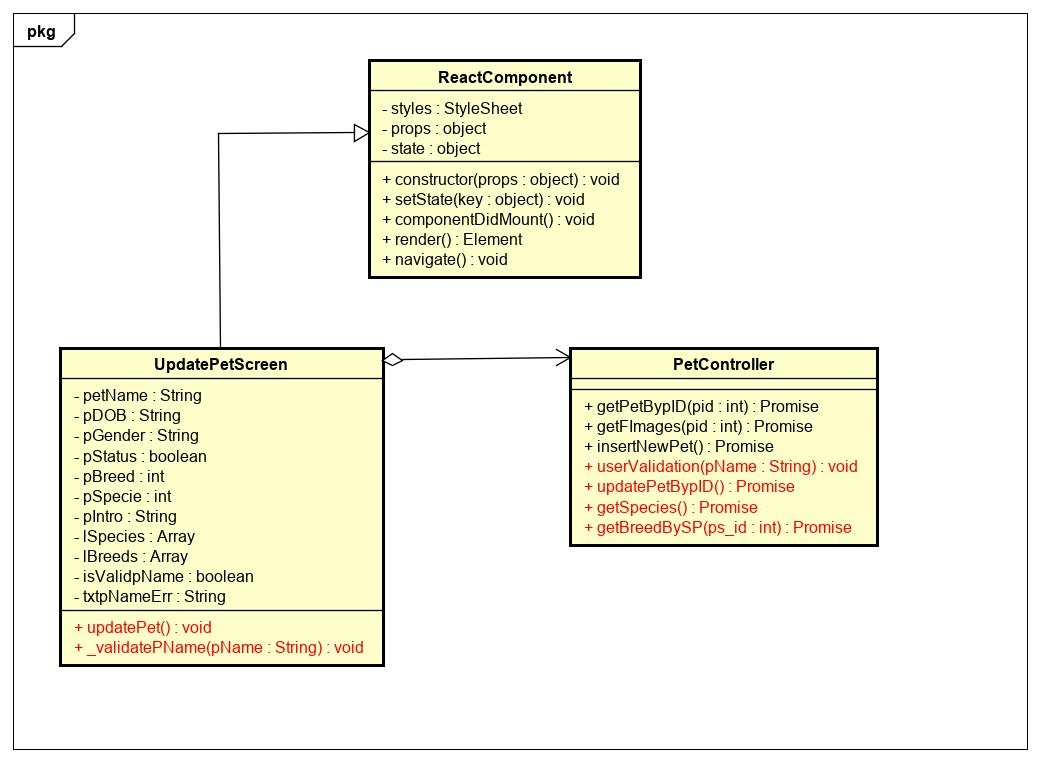 pkg
ReactComponent
- styles : StyleSheet
- props : object
- state : object
+ constructor(props : object) : void
+ setState(key : object) : void
+ componentDidMount() : void
+ render() : Element
+ navigate() : void
UpdatePetScreen
- petName : String
- pDOB : String
- pGender : String
- pStatus : boolean
- pBreed : int
- pSpecie : int
- pIntro : String
- lSpecies : Array
- lBreeds : Array
- isValidpName : boolean
- txtpNameErr : String
+ updatePet() : void
+ _validatePName(pName : String) : void
PetController
+ getPetBypID(pid : int) : Promise
+ getFImages(pid : int) : Promise
+ insertNewPet() : Promise
+ userValidation(pName : String) : void
+ updatePetBypID() : Promise
+ getSpecies() : Promise
+ getBreedBySP(ps_id : int) : Promise